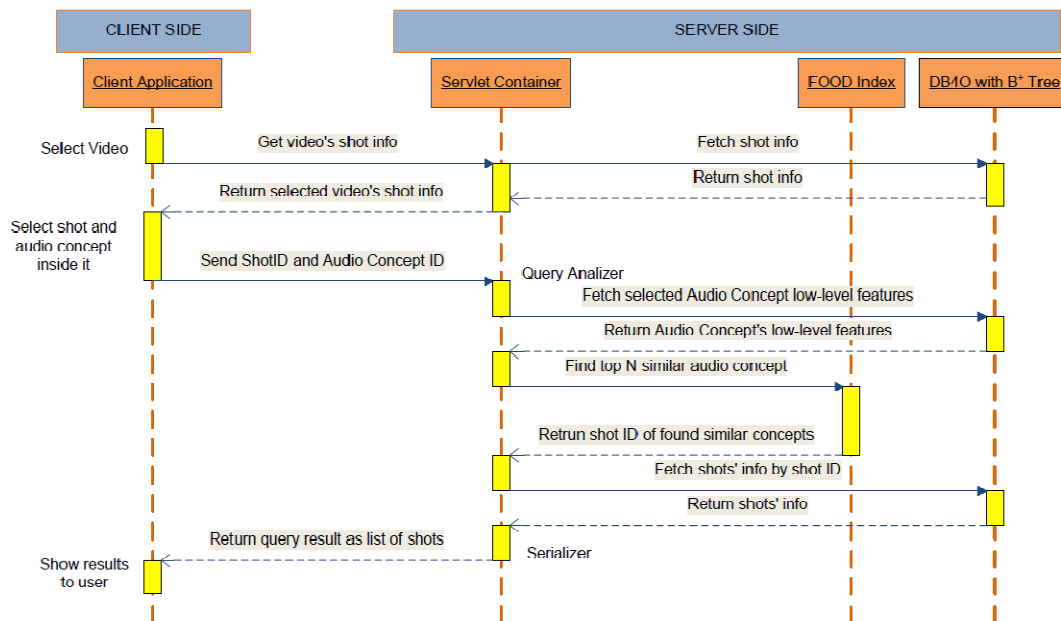 CLIENT SIDE
SERVER SIDE
Client Application
Servlet Container
FOOD Index
DB4O with B+ Tree
Select Video
Get video's shot info
Fetch shot info
Return shot info
Return selected video's shot info
Select shot and
audio concept
inside it
Send ShotID and Audio Concept ID
Query Analizer
Fetch selected Audio Concept low-level features
Return Audio Concept's low-level features
Find top N similar audio concept
Retrun shot ID of found similar concepts
Fetch shots' info by shot ID
Return shots' info
Return query result as list of shots
Serializer
Show results
to user